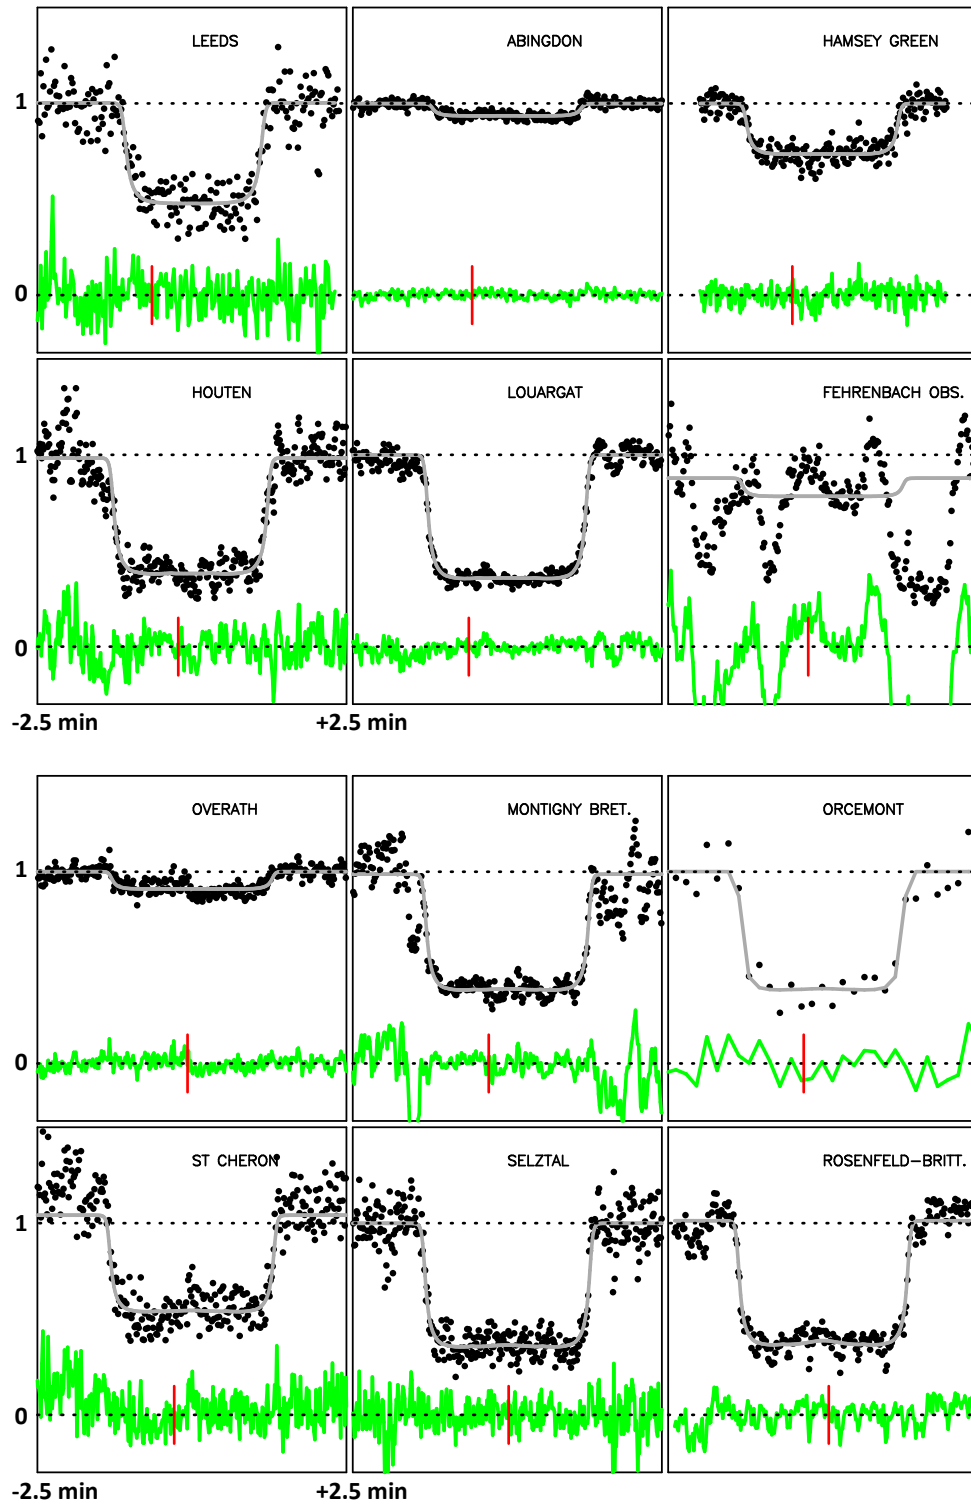 LEEDS
ABINGDON
HAMSEY GREEN
1
0
HOUTEN
LOUARGAT
FEHRENBACH OBS.
1
0
-2.5 min
+2.5 min
OVERATH
MONTIGNY BRET.
ORCEMONT
1
0
ST CHERON
SELZTAL
ROSENFELD-BRITT.
1
0
-2.5 min
+2.5 min